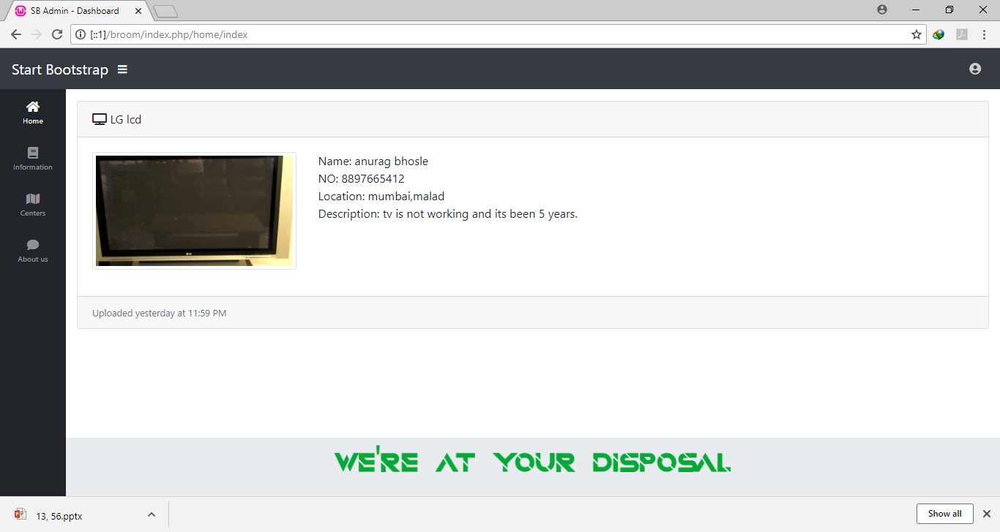 SB Admin - Dashboard
[::1]/broom/index.php/home/index
Start Bootstrap
Home
Information
Centers
About us
LG lcd
Name: anurag bhosle
NO: 8897665412
Location: mumbai,malad
Description: tv is not working and its been 5 years.
Uploaded yesterday at 11:59 PM
WE'RE AT YOUR DISPOSAL
13, 56.pptx
Show all